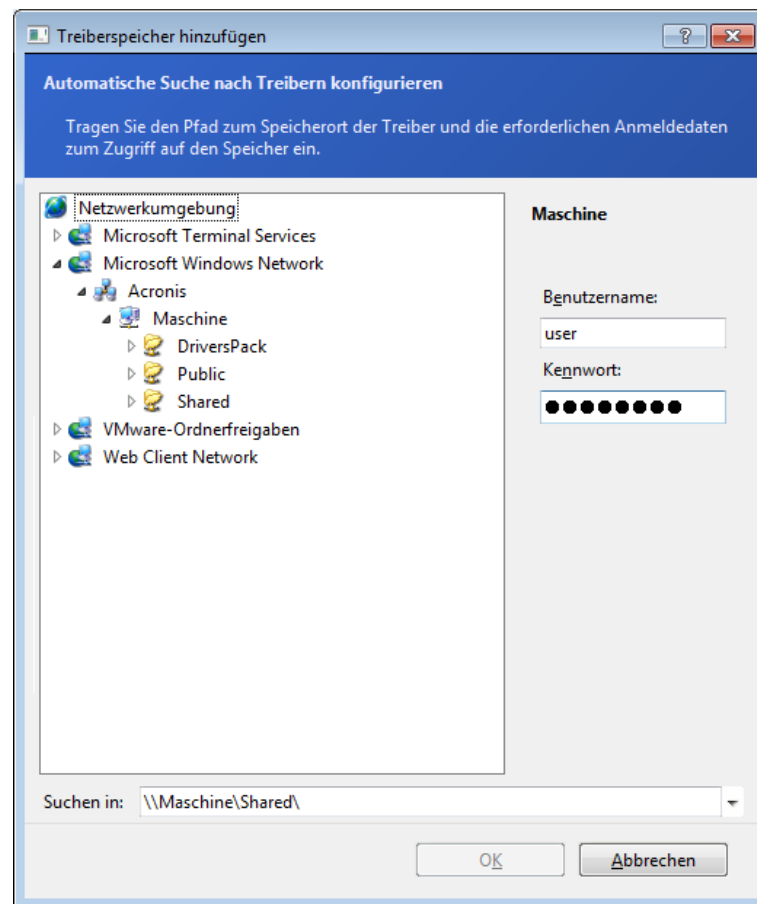 Treiberspeicher hinzufügen
Automatische Suche nach Treibern konfigurieren
Tragen Sie den Pfad zum Speicherort der Treiber und die erforderlichen Anmeldedaten
zum Zugriff auf den Speicher ein.
Netzwerkumgebung
Microsoft Terminal Services
Microsoft Windows Network
Acronis
Maschine
DriversPack
Public
Shared
VMware-Ordnerfreigaben
Web Client Network
Maschine
Benutzername:
user
Kennwort:
●●●●●●●●
Suchen in: \\Maschine\Shared\
OK
Abbrechen